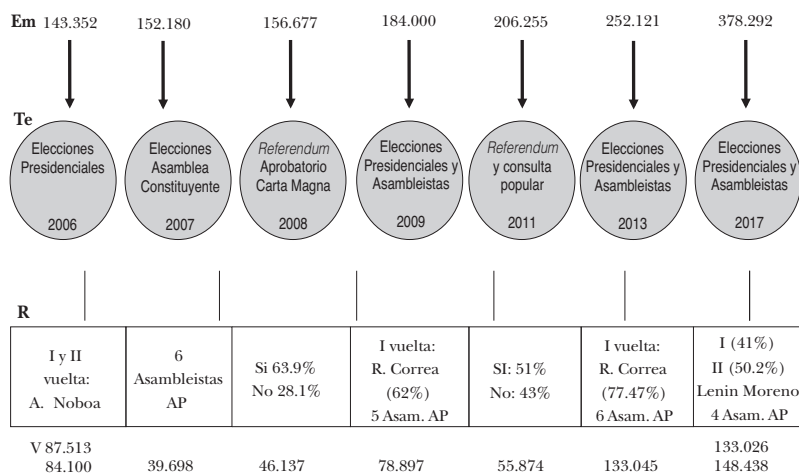 Em 143.352 152.180 156.677 184.000 206.255 252.121 378.292
Te
Elecciones
Presidenciales
2006
Elecciones
Asamblea
Constituyente
2007
Referendum
Aprobatorio
Carta Magna
2008
Elecciones
Presidenciales y
Asambleistas
2009
Referendum
y consulta
popular
2011
Elecciones
Presidenciales y
Asambleistas
2013
Elecciones
Presidenciales y
Asambleistas
2017
R
I y II
vuelta:
A. Noboa
6
Asambleistas
AP
Si 63.9%
No 28.1%
I vuelta:
R. Correa
(62%)
5 Asam. AP
SI: 51%
No: 43%
I vuelta:
R. Correa
(77.47%)
6 Asam. AP
I (41%)
II (50.2%)
Lenin Moreno
4 Asam. AP
V 87.513 133.026
84.100 39.698 46.137 78.897 55.874 133.045 148.438